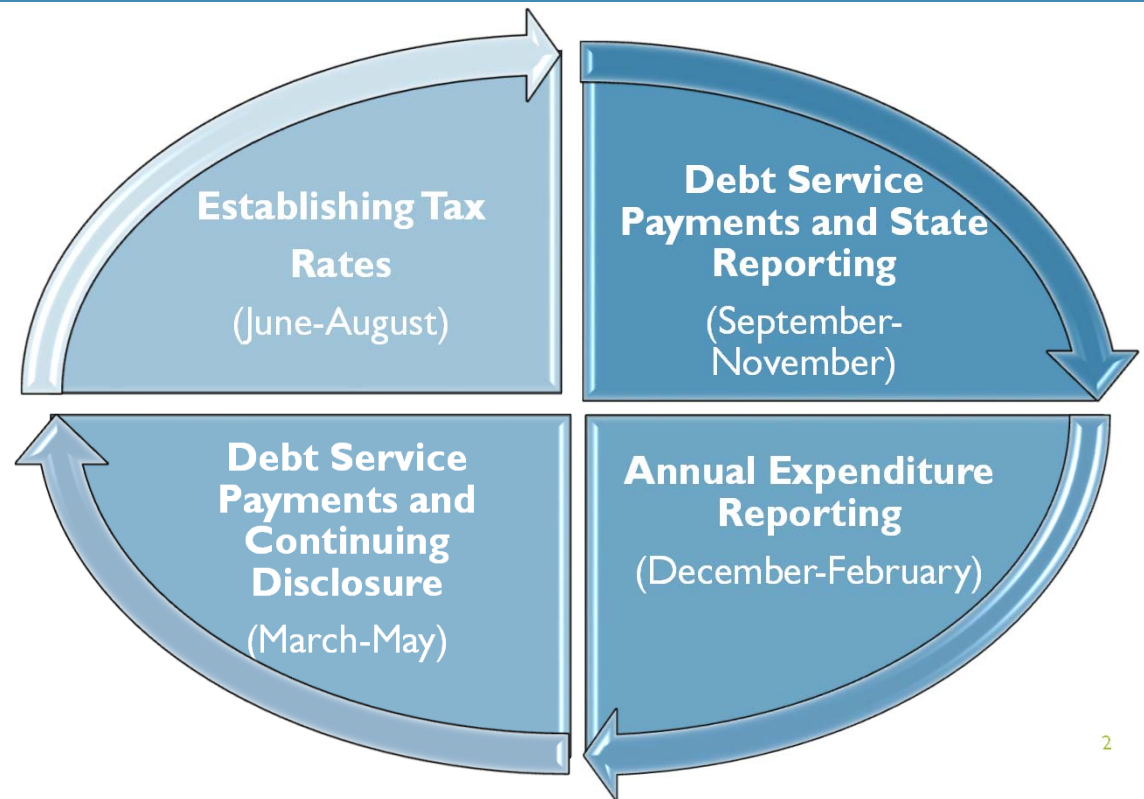 Establishing Tax
Rates
(June-August)
Debt Service
Payments and State
Reporting
(September-
November)
Debt Service
Payments and
Continuing
Disclosure
(March-May)
Annual Expenditure
Reporting
(December-February)
2